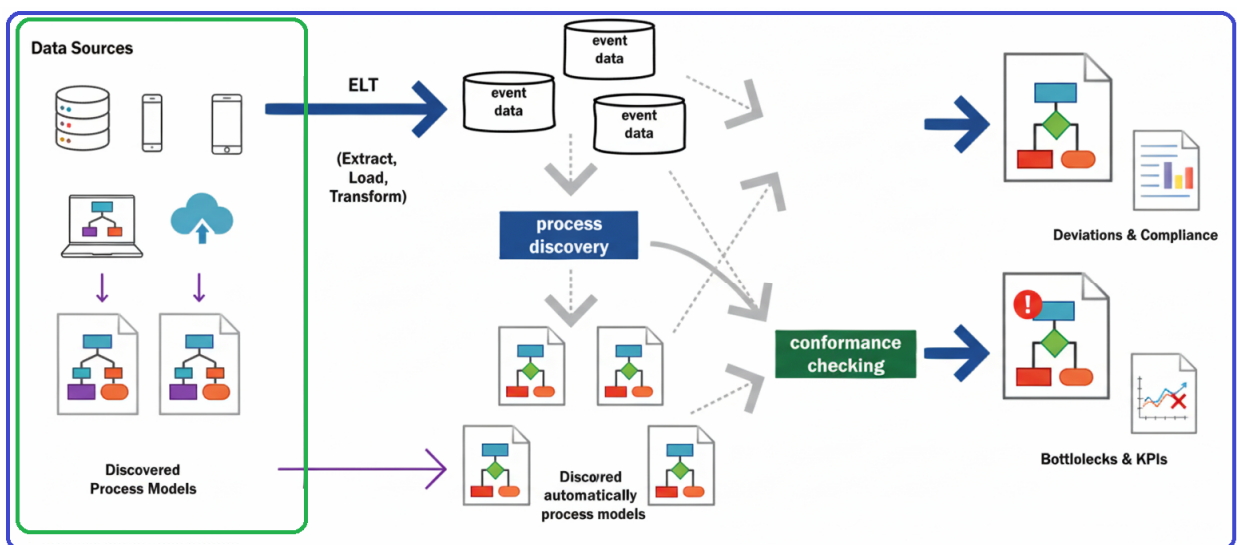 Data Sources
ELT
(Extract,
Load,
Transform)
event
data
event
data
event
data
process
discovery
conformance
checking
Deviations & Compliance
Bottlolecks & KPIs
Discovered
Process Models
Discovred
automatically
process models